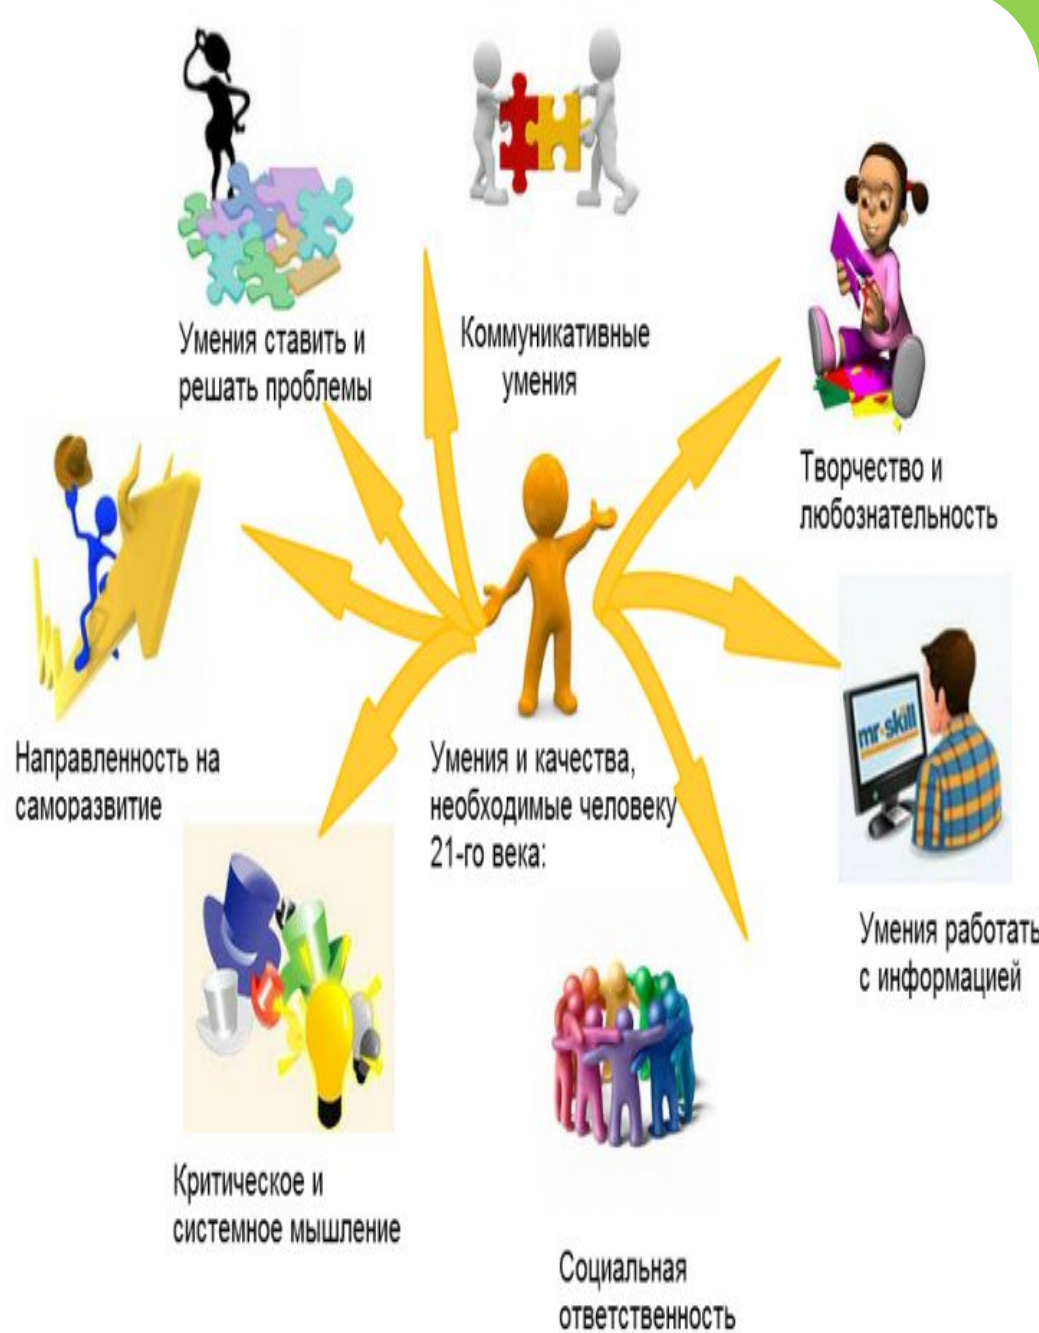 Умения ставить и
решать проблемы
Коммуникативные
умения
Творчество и
любознательность
Направленность на
саморазвитие
Умения и качества,
необходимые человеку
21-го века:
mr-skill
Умения работать
с информацией
Критическое и
системное мышление
Социальная
ответственность